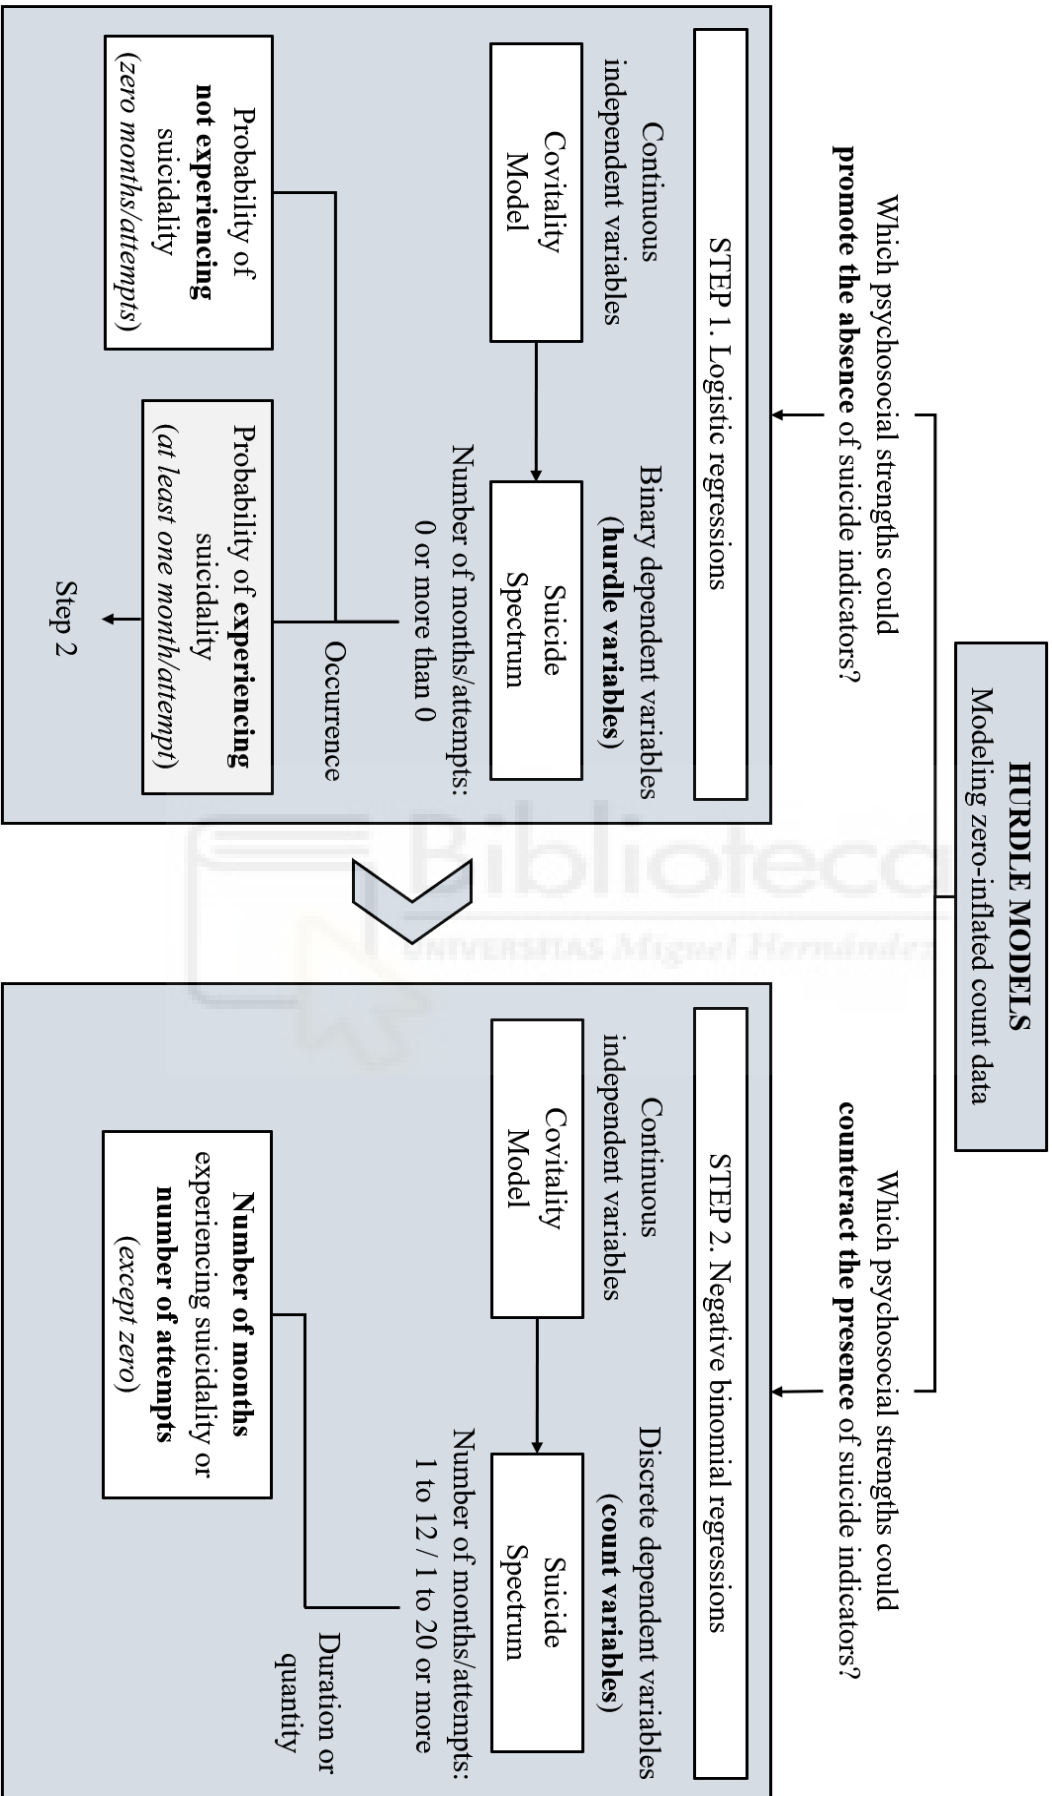 HURDLE MODELS
Modeling zero-inflated count data
Which psychosocial strengths could
promote the absence of suicide indicators?
Which psychosocial strengths could
counteract the presence of suicide indicators?
STEP 1. Logistic regressions
Continuous
independent variables
Binary dependent variables
(hurdle variables)
Covitality
Model
Suicide
Spectrum
Number of months/attempts:
0 or more than 0
Occurrence
Probability of
not experiencing
suicidality
(zero months/attempts)
Probability of experiencing
suicidality
(at least one month/attempt)
Step 2
STEP 2. Negative binomial regressions
Continuous
independent variables
Discrete dependent variables
(count variables)
Covitality
Model
Suicide
Spectrum
Number of months/attempts:
1 to 12 / 1 to 20 or more
Duration or
quantity
Number of months
experiencing suicidality or
number of attempts
(except zero)
Biblioteca
UNIVERSITAS Miguel Hernández